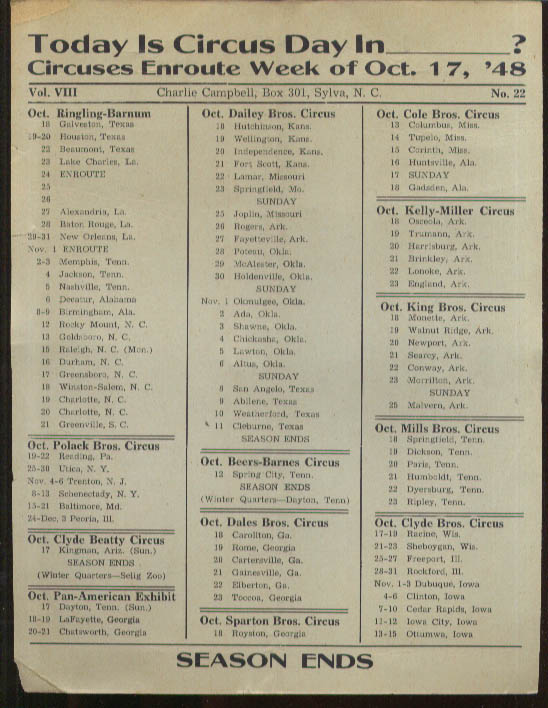 Today Is Circus Day In__________?
Circuses Enroute Week of Oct. 17, '48
Vol. VIII Charlie Campbell, Box 301, Sylva, N. C. No. 22
Oct. Ringling-Barnum
18 Galveston, Texas
19-20 Houston, Texas
22 Beaumont, Texas
23 Lake Charles, La.
24 ENROUTE
25
26
27 Alexandria, La.
28 Baton Rouge, La.
29-31 New Orleans, La.
Nov. 1 ENROUTE
2-3 Memphis, Tenn.
4 Jackson, Tenn.
5 Nashville, Tenn.
6 Decatur, Alabama
8-9 Birmingham, Ala.
12 Rocky Mount, N. C.
13 Goldsboro, N. C.
15 Raleigh, N. C. (Mon.)
16 Durham, N. C.
17 Greensboro, N. C.
18 Winston-Salem, N. C.
19 Charlotte, N. C.
20 Charlotte, N. C.
21 Greenville, S. C.
Oct. Polack Bros. Circus
19-22 Reading, Pa.
25-30 Utica, N. Y.
Nov. 4-6 Trenton, N. J.
8-13 Schenectady, N. Y.
15-21 Baltimore, Md.
24-Dec. 3 Peoria, Ill.
Oct. Clyde Beatty Circus
17 Kingman, Ariz. (Sun.)
SEASON ENDS
(Winter Quarters—Selig Zoo)
Oct. Pan-American Exhibit
17 Dayton, Tenn. (Sun.)
18-19 LaFayette, Georgia
20-21 Chatsworth, Georgia
Oct. Dailey Bros. Circus
18 Hutchinson, Kans.
19 Wellington, Kans.
20 Independence, Kans.
21 Fort Scott, Kans.
22 Lamar, Missouri
23 Springfield, Mo.
SUNDAY
25 Joplin, Missouri
26 Rogers, Ark.
27 Fayetteville, Ark.
28 Poteau, Okla.
29 McAlester, Okla.
30 Holdenville, Okla.
SUNDAY
Nov. 1 Okmulgee, Okla.
2 Ada, Okla.
3 Shawne, Okla.
4 Chickasha, Okla.
5 Lawton, Okla.
6 Altus, Okla.
SUNDAY
8 San Angelo, Texas
9 Abilene, Texas
10 Weatherford, Texas
11 Cleburne, Texas
SEASON ENDS
Oct. Beers-Barnes Circus
12 Spring City, Tenn.
SEASON ENDS
(Winter Quarters—Dayton, Tenn)
Oct. Dales Bros. Circus
18 Carollton, Ga.
19 Rome, Georgia
20 Cartersville, Ga.
21 Gainesville, Ga.
22 Elberton, Ga.
23 Toccoa, Georgia
Oct. Sparton Bros. Circus
18 Royston, Georgia
Oct. Cole Bros. Circus
13 Columbus, Miss.
14 Tupelo, Miss.
15 Corinth, Miss.
16 Huntsville, Ala.
17 SUNDAY
18 Gadsden, Ala.
Oct. Kelly-Miller Circus
18 Osceola, Ark.
19 Trumann, Ark.
20 Harrisburg, Ark.
21 Brinkley, Ark.
22 Lonoke, Ark.
23 England, Ark.
Oct. King Bros. Circus
18 Monette, Ark.
19 Walnut Ridge, Ark.
20 Newport, Ark.
21 Searcy, Ark.
22 Conway, Ark.
23 Morrilton, Ark.
SUNDAY
25 Malvern, Ark.
Oct. Mills Bros. Circus
18 Springfield, Tenn.
19 Dickson, Tenn.
20 Paris, Tenn.
21 Humboldt, Tenn.
22 Dyersburg, Tenn.
23 Ripley, Tenn.
Oct. Clyde Bros. Circus
17-19 Racine, Wis.
21-23 Sheboygan, Wis.
25-27 Freeport, Ill.
28-31 Rockford, Ill.
Nov. 1-3 Dubuque, Iowa
4-6 Clinton, Iowa
7-10 Cedar Rapids, Iowa
11-12 Iowa City, Iowa
13-15 Ottumwa, Iowa
SEASON ENDS